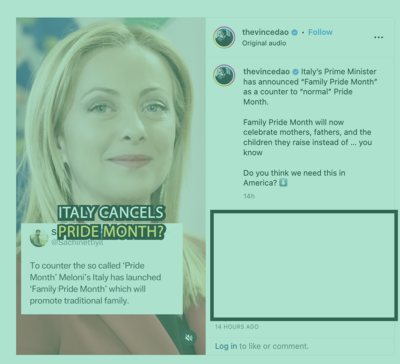 thevincedao • Follow
Original audio
thevincedao Italy's Prime Minister
has announced “Family Pride Month”
as a counter to “normal” Pride
Month.
Family Pride Month will now
celebrate mothers, fathers, and the
children they raise instead of ... you
know
Do you think we need this in
America? ⬇️
14h
ITALY CANCELS
PRIDE MONTH?
To counter the so called ‘Pride
Month’ Meloni's Italy has launched
‘Family Pride Month’ which will
promote traditional family.
14 HOURS AGO
Log in to like or comment.